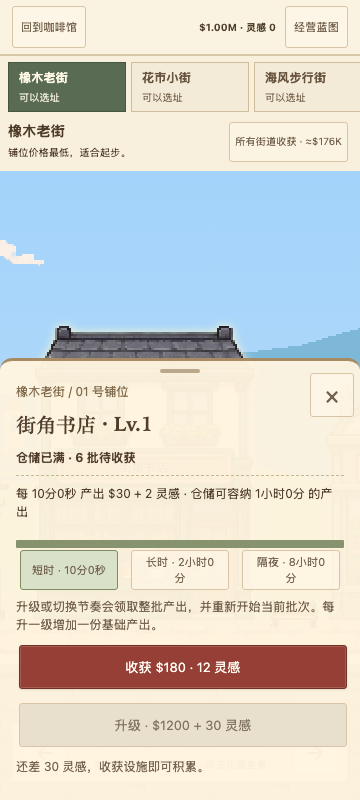 回到咖啡馆
$1.00M · 灵感 0
经营蓝图
橡木老街
可以选址
花市小街
可以选址
海风步行街
可以选址
橡木老街
铺位价格最低，适合起步。
所有街道收获 · ≈$176K
橡木老街 / 01 号铺位
×
街角书店 · Lv.1
仓储已满 · 6 批待收获
每 10分0秒 产出 $30 + 2 灵感 · 仓储可容纳 1小时0分 的产
出
短时 · 10分0秒
长时 · 2小时0
分
隔夜 · 8小时0
分
升级或切换节奏会领取整批产出，并重新开始当前批次。每
升一级增加一份基础产出。
收获 $180 · 12 灵感
升级 · $1200 + 30 灵感
还差 30 灵感，收获设施即可积累。